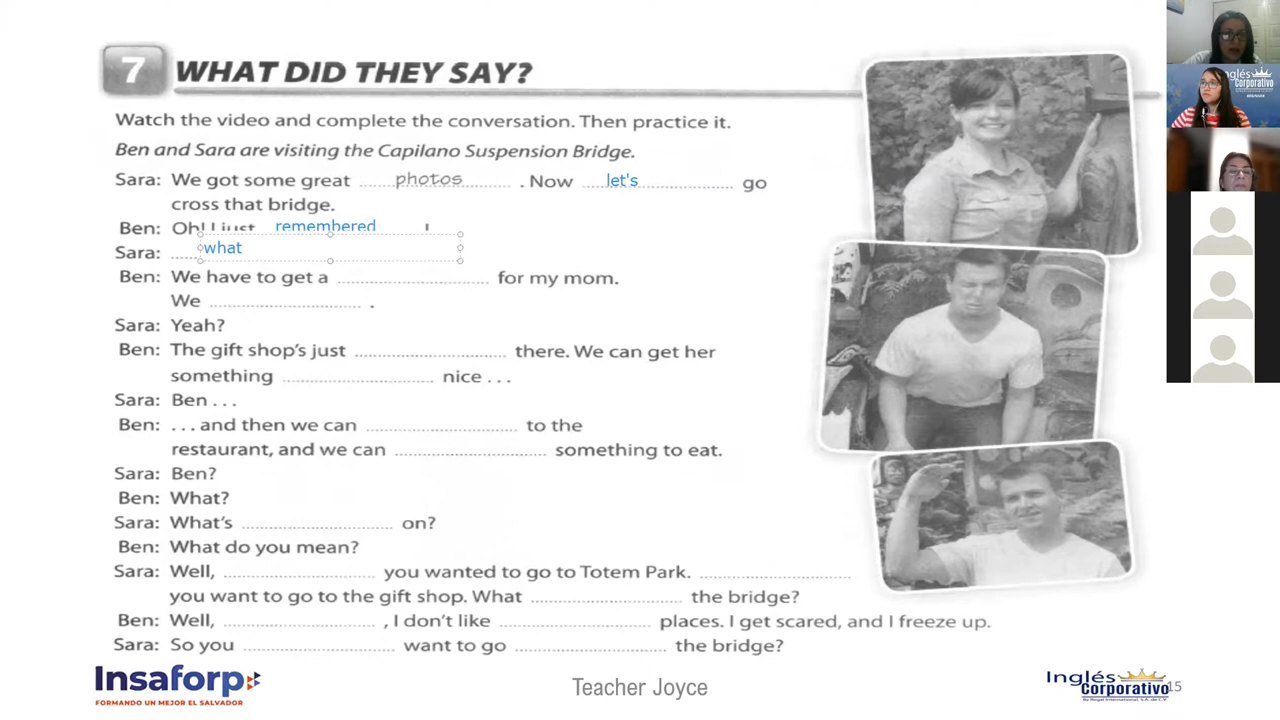 7 WHAT DID THEY SAY?
Watch the video and complete the conversation. Then practice it.
Ben and Sara are visiting the Capilano Suspension Bridge.
Sara: We got some great photos . Now let's go
cross that bridge.
Ben: Oh! I just remembered !
Sara: what
Ben: We have to get a for my mom.
We .
Sara: Yeah?
Ben: The gift shop's just there. We can get her
something nice . . .
Sara: Ben . . .
Ben: . . . and then we can to the
restaurant, and we can something to eat.
Sara: Ben?
Ben: What?
Sara: What's on?
Ben: What do you mean?
Sara: Well, you wanted to go to Totem Park.
you want to go to the gift shop. What the bridge?
Ben: Well, , I don't like places. I get scared, and I freeze up.
Sara: So you want to go the bridge?
Insaforp
FORMANDO UN MEJOR EL SALVADOR
Teacher Joyce
Inglés
Corporativo
By Regal International, S.A. de C.V.
15
Inglés
Corporativo